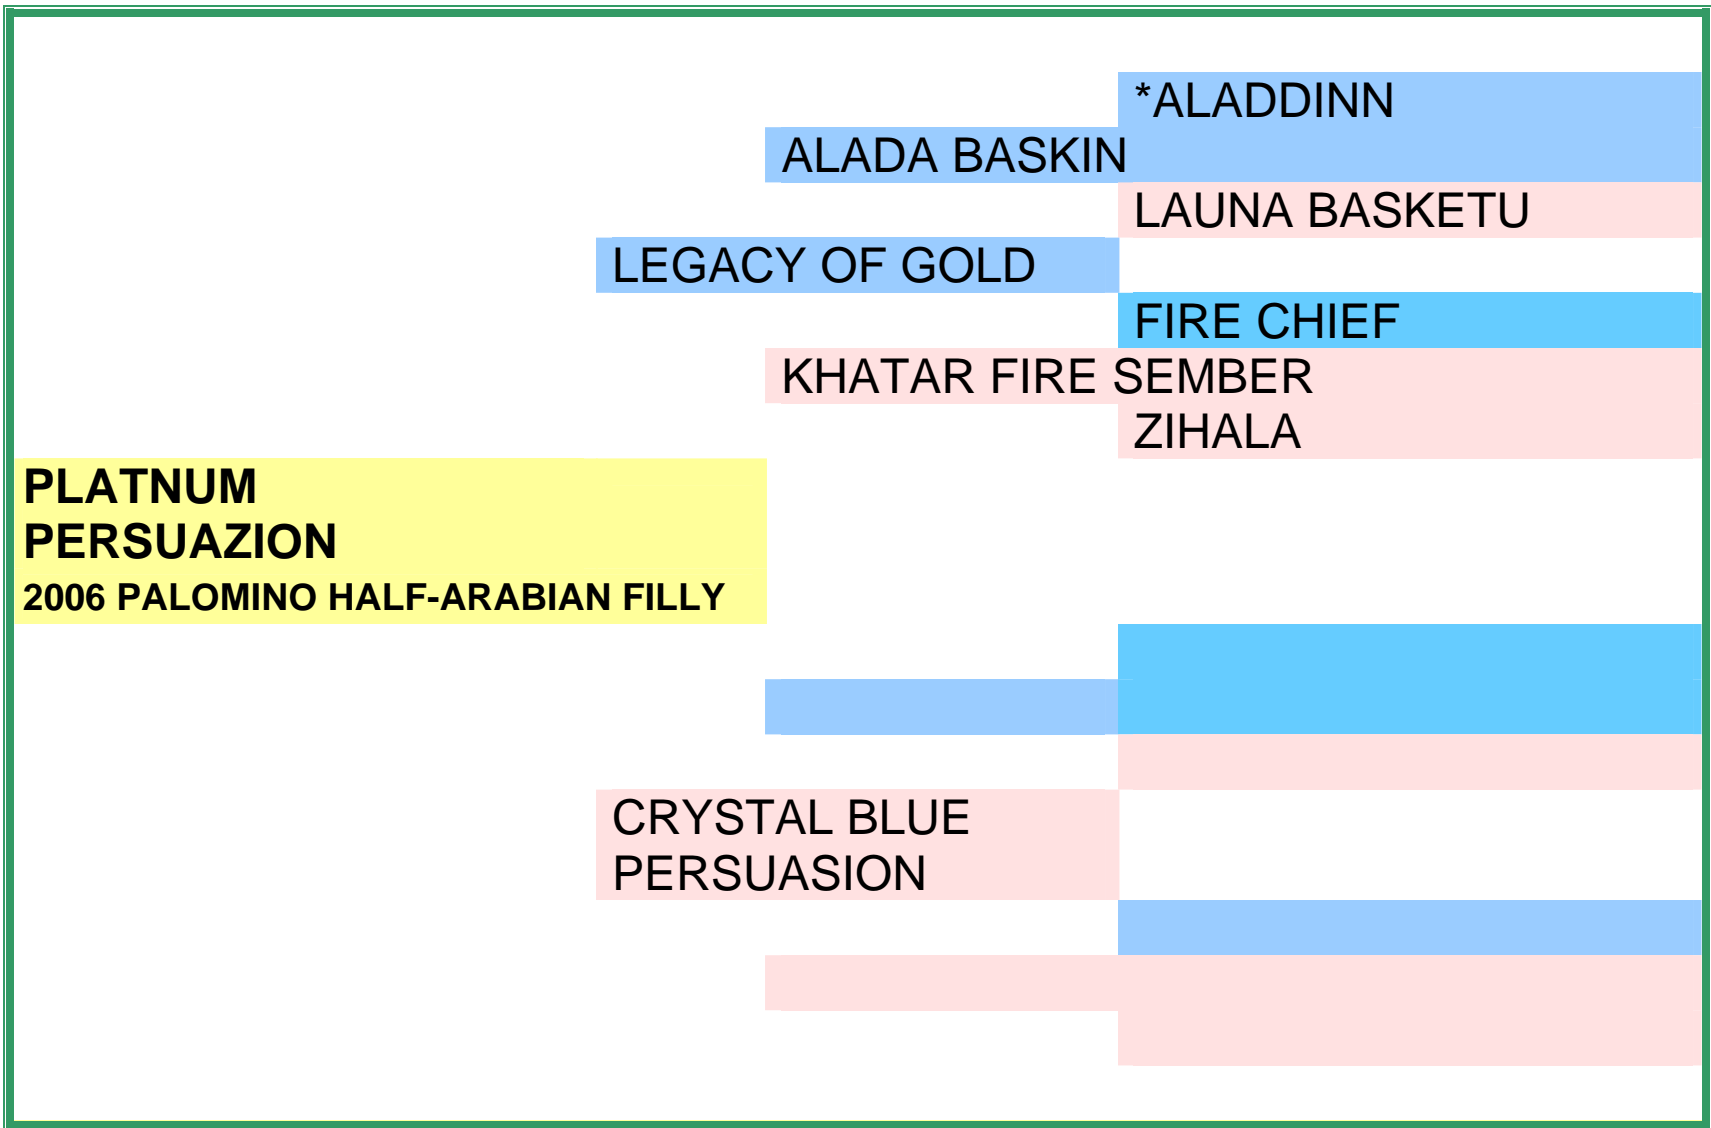 *ALADDINN
ALADA BASKIN
LAUNA BASKETU
LEGACY OF GOLD
FIRE CHIEF
KHATAR FIRE SEMBER
ZIHALA
PLATNUM
PERSUAZION
2006 PALOMINO HALF-ARABIAN FILLY
CRYSTAL BLUE
PERSUASION